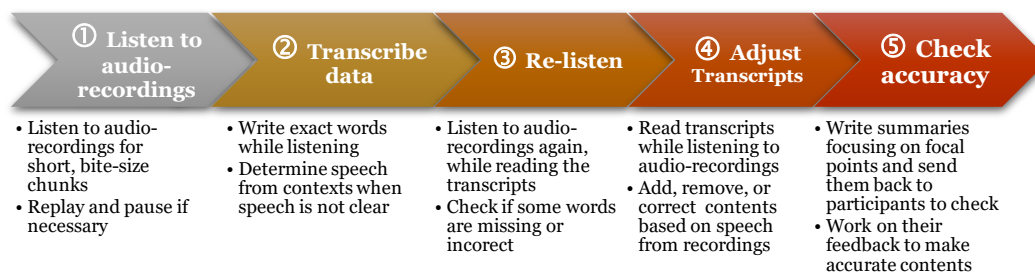 ① Listen to
audio-
recordings
② Transcribe
data
③ Re-listen
④ Adjust
Transcripts
⑤ Check
accuracy
• Listen to audio-
recordings for
short, bite-size
chunks
• Replay and pause if
necessary
• Write exact words
while listening
• Determine speech
from contexts when
speech is not clear
• Listen to audio-
recordings again,
while reading the
transcripts
• Check if some words
are missing or
incorect
• Read transcripts
while listening to
audio-recordings
• Add, remove, or
correct contents
based on speech
from recordings
• Write summaries
focusing on focal
points and send
them back to
participants to check
• Work on their
feedback to make
accurate contents